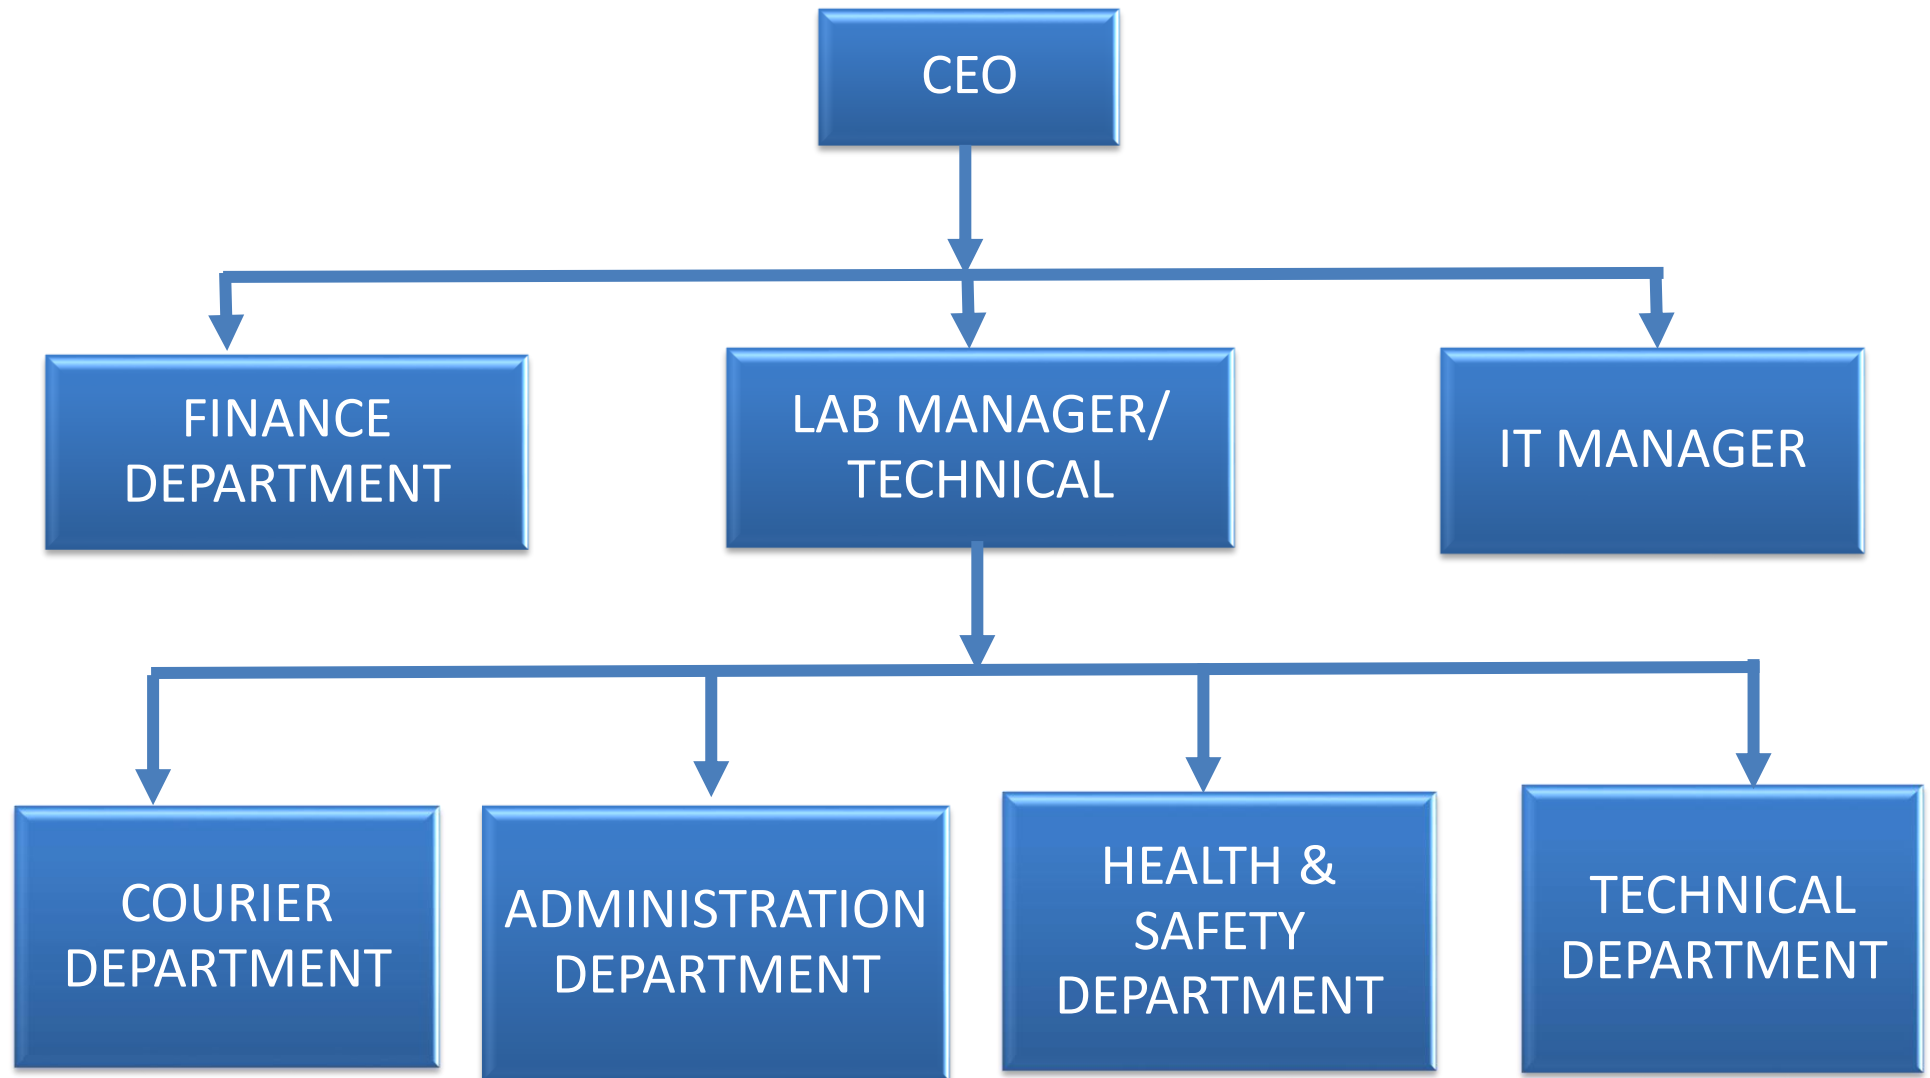 CEO
FINANCE
DEPARTMENT
LAB MANAGER/
TECHNICAL
IT MANAGER
COURIER
DEPARTMENT
ADMINISTRATION
DEPARTMENT
HEALTH &
SAFETY
DEPARTMENT
TECHNICAL
DEPARTMENT